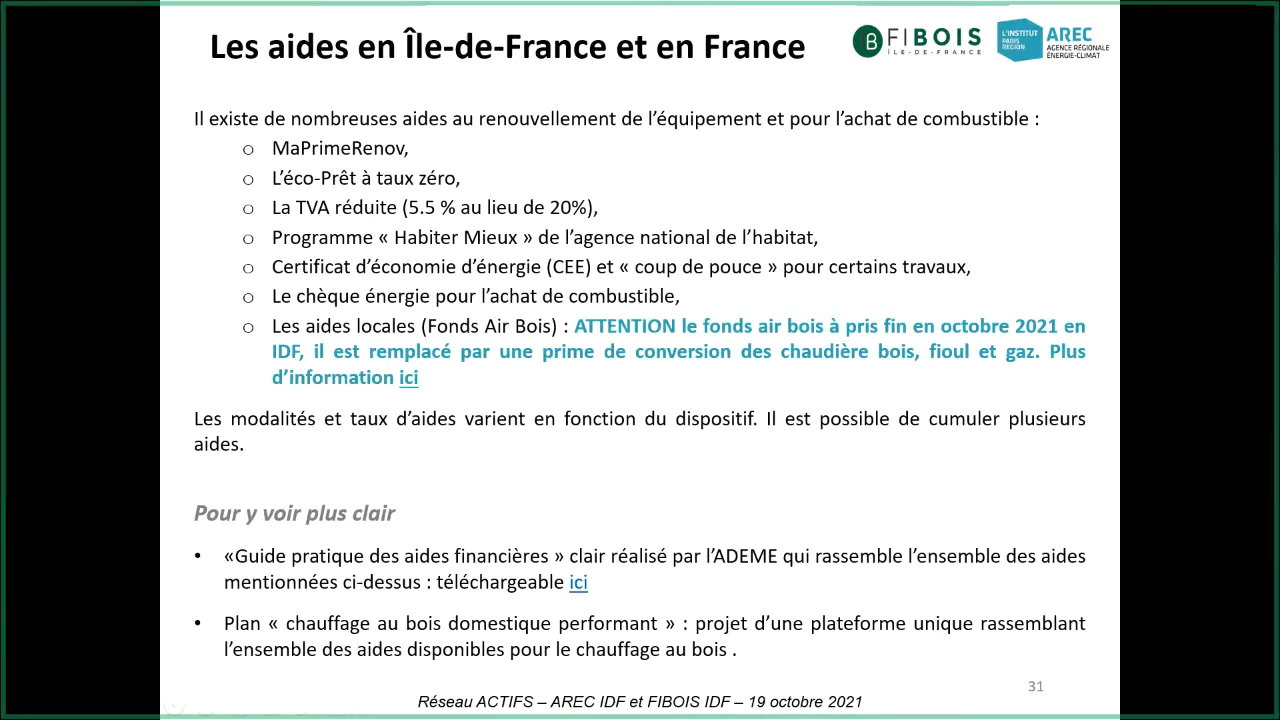 Les aides en Île-de-France et en France
FIBOIS
ÎLE-DE-FRANCE
L'INSTITUT
PARIS
REGION
AREC
AGENCE RÉGIONALE
ÉNERGIE-CLIMAT
Il existe de nombreuses aides au renouvellement de l'équipement et pour l'achat de combustible :
o MaPrimeRenov,
o L'éco-Prêt à taux zéro,
o La TVA réduite (5.5 % au lieu de 20%),
o Programme « Habiter Mieux » de l'agence national de l'habitat,
o Certificat d'économie d'énergie (CEE) et « coup de pouce » pour certains travaux,
o Le chèque énergie pour l'achat de combustible,
o Les aides locales (Fonds Air Bois) : ATTENTION le fonds air bois à pris fin en octobre 2021 en
IDF, il est remplacé par une prime de conversion des chaudière bois, fioul et gaz. Plus
d'information ici
Les modalités et taux d'aides varient en fonction du dispositif. Il est possible de cumuler plusieurs
aides.
Pour y voir plus clair
• «Guide pratique des aides financières » clair réalisé par l'ADEME qui rassemble l'ensemble des aides
mentionnées ci-dessus : téléchargeable ici
• Plan « chauffage au bois domestique performant » : projet d'une plateforme unique rassemblant
l'ensemble des aides disponibles pour le chauffage au bois .
31
Réseau ACTIFS – AREC IDF et FIBOIS IDF – 19 octobre 2021